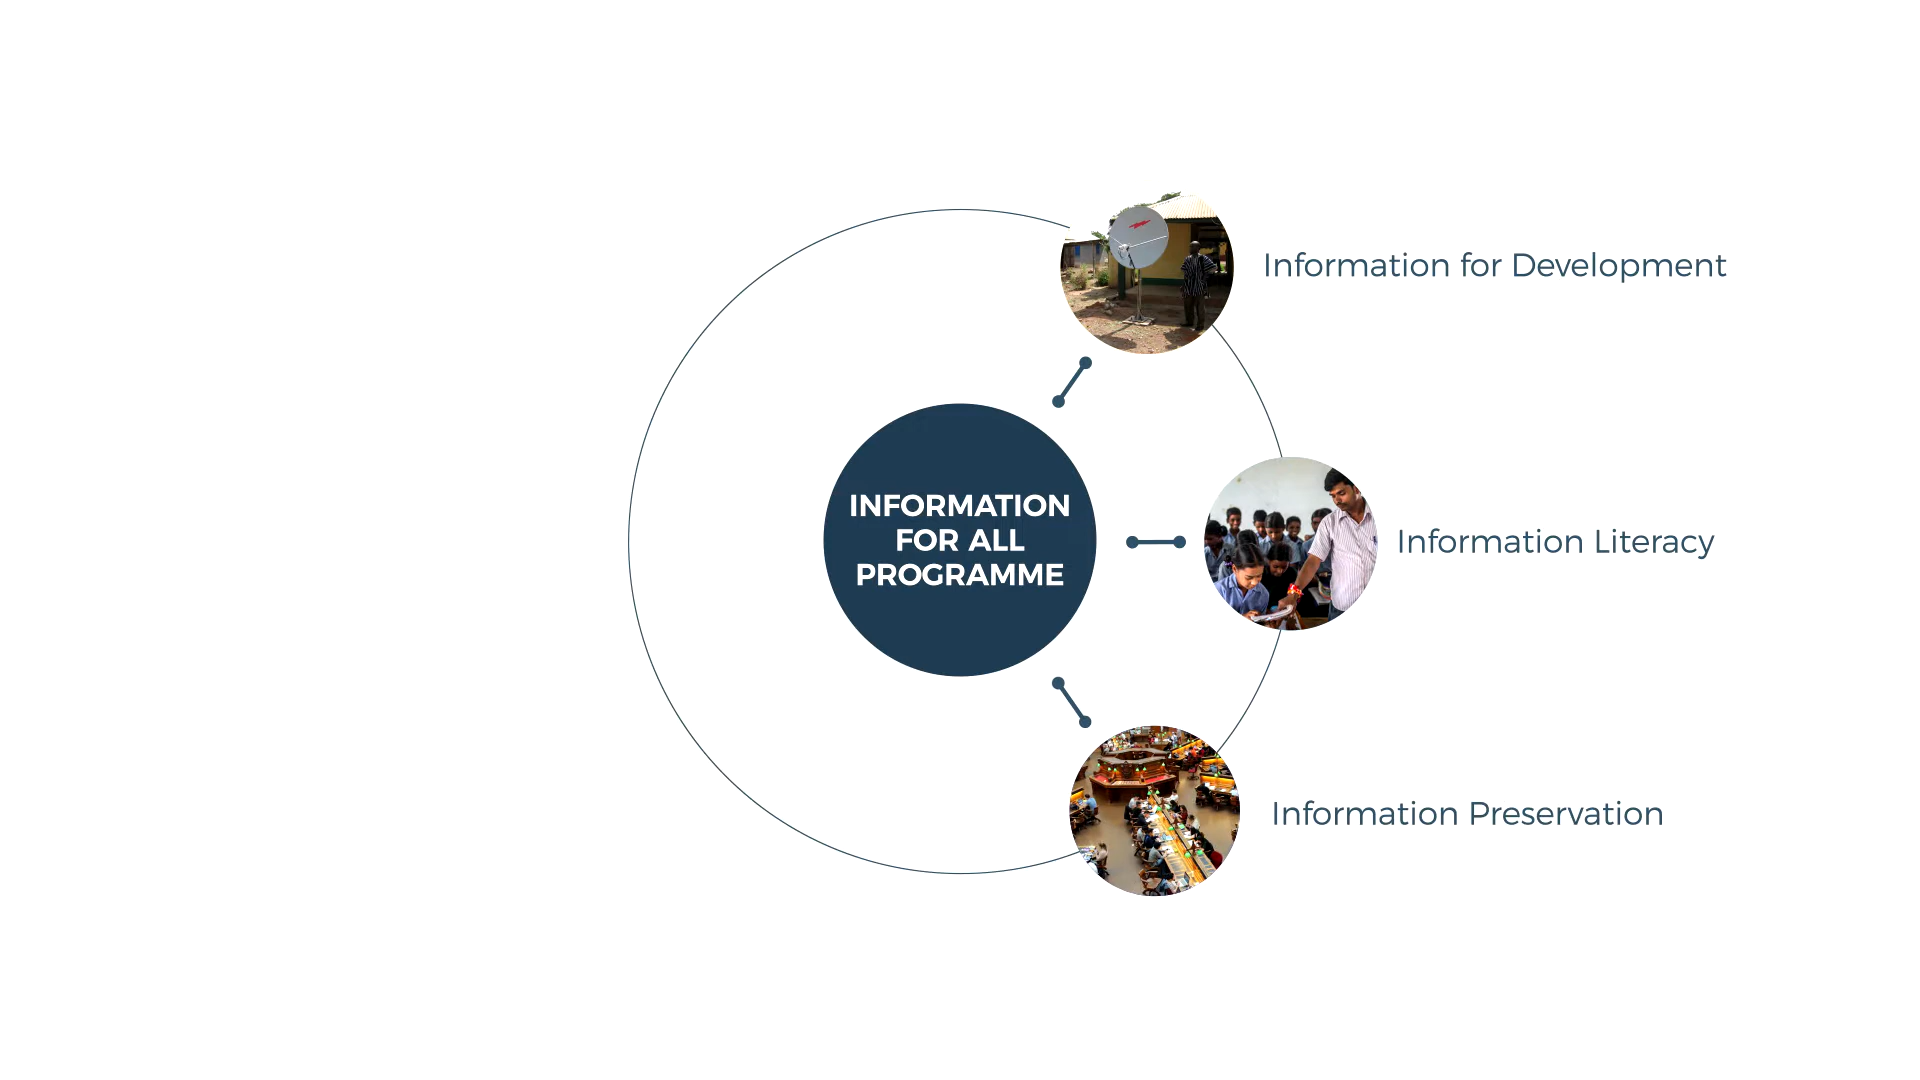 Information for Development
INFORMATION
FOR ALL
PROGRAMME
Information Literacy
Information Preservation